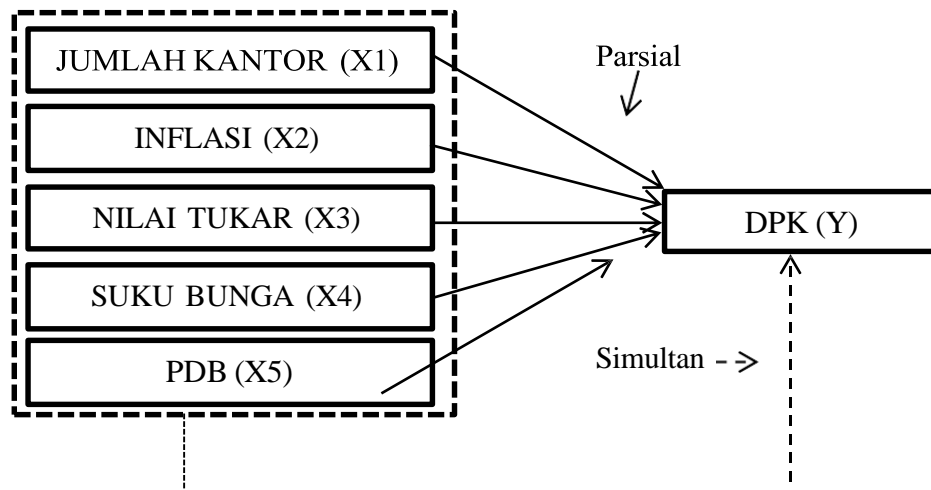 JUMLAH KANTOR (X1)
Parsial
INFLASI (X2)
NILAI TUKAR (X3)
DPK (Y)
SUKU BUNGA (X4)
Simultan
PDB (X5)